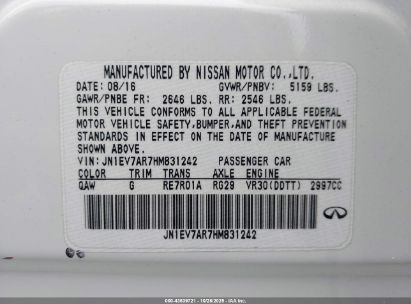 MANUFACTURED BY NISSAN MOTOR CO.,LTD.
DATE: 08/16 GVWR/PNBV: 5159 LBS.
GAWR/PNBE FR: 2646 LBS. RR: 2546 LBS.
THIS VEHICLE CONFORMS TO ALL APPLICABLE FEDERAL
MOTOR VEHICLE SAFETY, BUMPER, AND THEFT PREVENTION
STANDARDS IN EFFECT ON THE DATE OF MANUFACTURE
SHOWN ABOVE.
VIN: JN1EV7AR7HM831242 PASSENGER CAR
COLOR TRIM TRANS AXLE ENGINE
QAW G RE7R01A RG29 VR30(DDTT) 2997CC
JN1EV7AR7HM831242